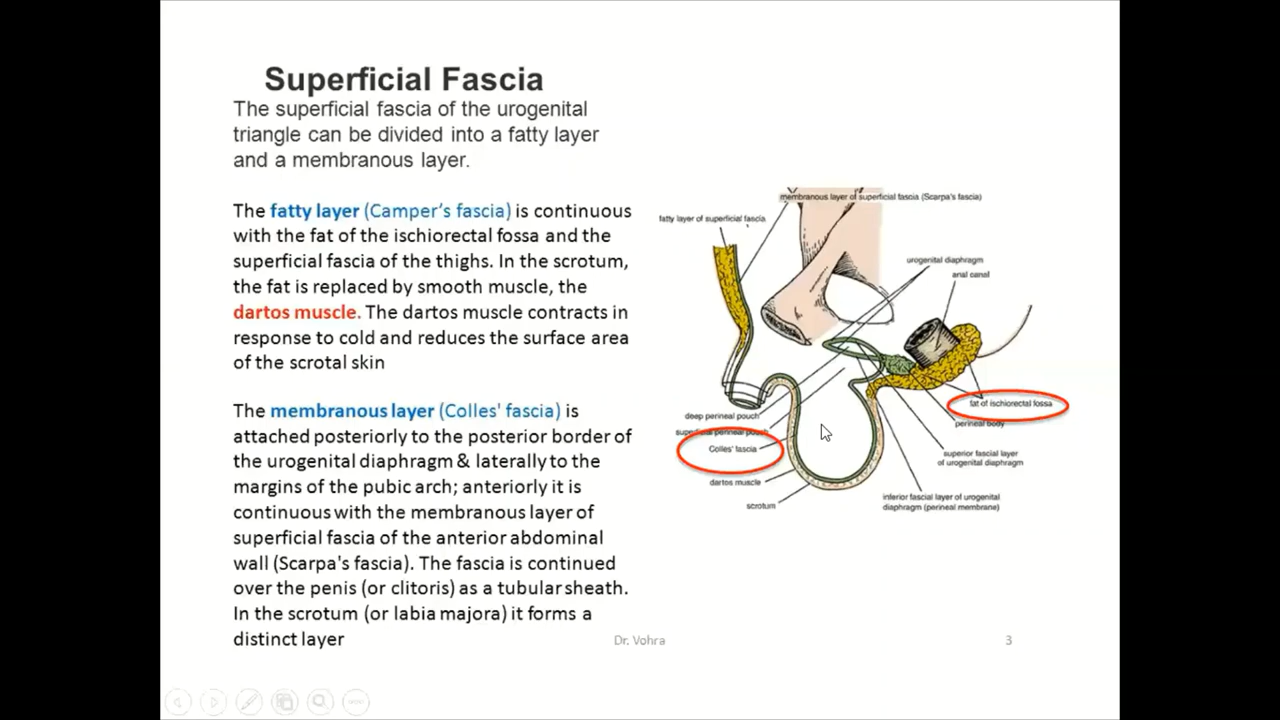 Superficial Fascia
The superficial fascia of the urogenital
triangle can be divided into a fatty layer
and a membranous layer.
The fatty layer (Camper's fascia) is continuous
with the fat of the ischiorectal fossa and the
superficial fascia of the thighs. In the scrotum,
the fat is replaced by smooth muscle, the
dartos muscle. The dartos muscle contracts in
response to cold and reduces the surface area
of the scrotal skin
The membranous layer (Colles' fascia) is
attached posteriorly to the posterior border of
the urogenital diaphragm & laterally to the
margins of the pubic arch; anteriorly it is
continuous with the membranous layer of
superficial fascia of the anterior abdominal
wall (Scarpa's fascia). The fascia is continued
over the penis (or clitoris) as a tubular sheath.
In the scrotum (or labia majora) it forms a
distinct layer
membranous layer of superficial fascia (Scarpa's fascia)
fatty layer of superficial fascia
urogenital diaphragm
anal canal
fat of ischiorectal fossa
deep perineal pouch
superficial perineal pouch
perineal body
Colles' fascia
superior fascial layer
of urogenital diaphragm
dartos muscle
scrotum
inferior fascial layer of urogenital
diaphragm (perineal membrane)
Dr. Vohra
3